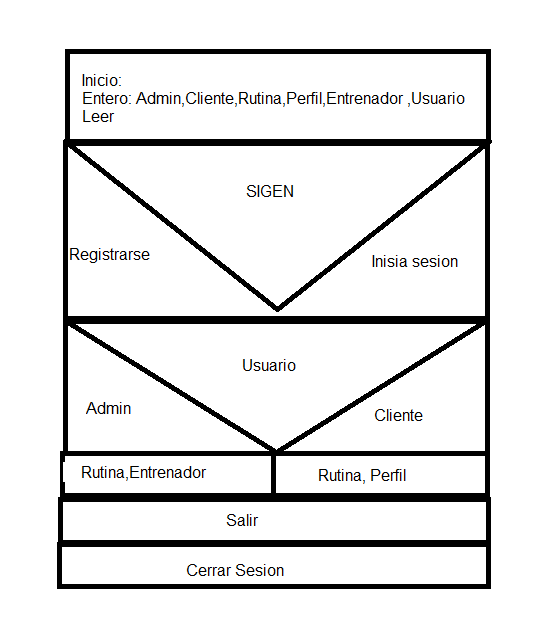 Inicio:
Entero: Admin,Cliente,Rutina,Perfil,Entrenador ,Usuario
Leer
SIGEN
Registrarse
Inisia sesion
Usuario
Admin
Cliente
Rutina,Entrenador
Rutina, Perfil
Salir
Cerrar Sesion